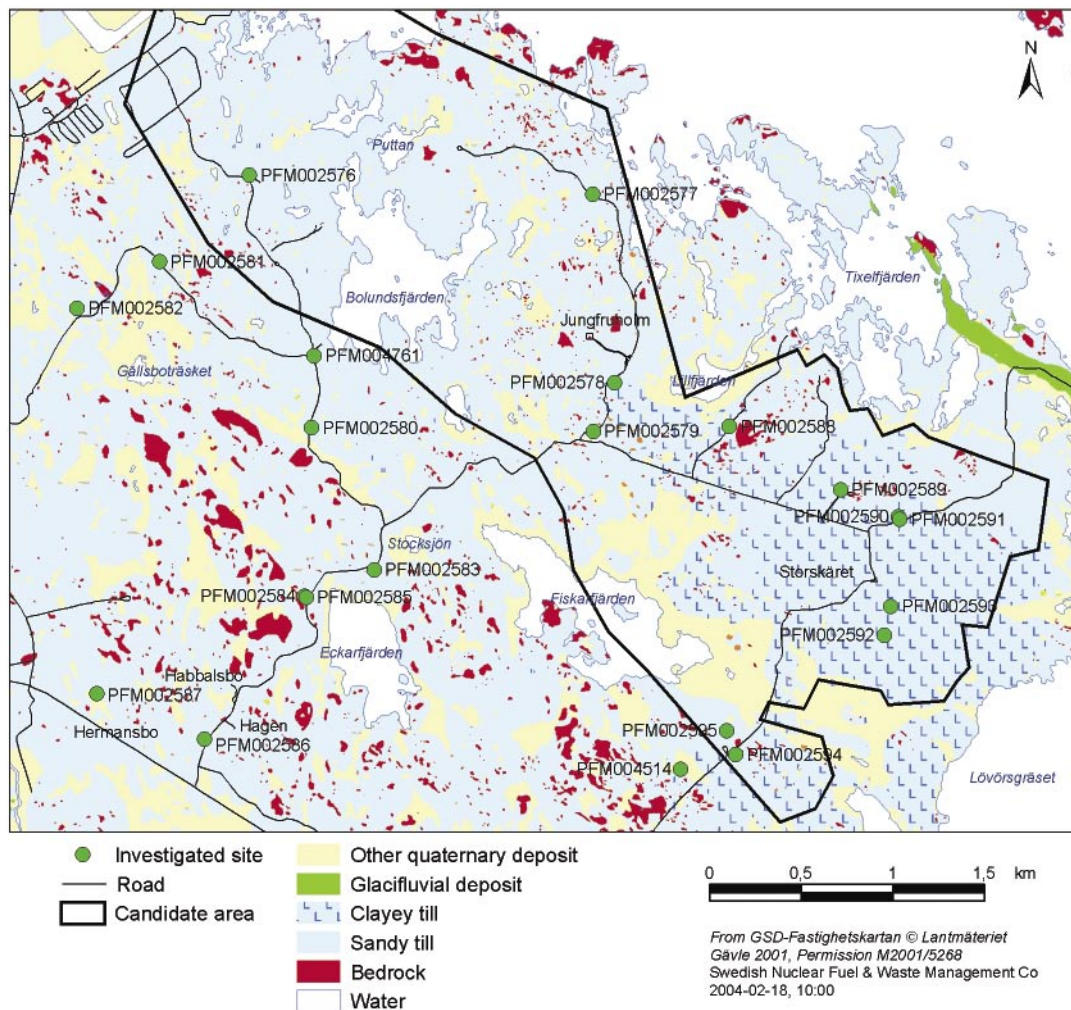 N
Puttan
PFM002576
PFM002577
PFM002581
Tixelfjärden
PFM002582
Bolundsfjärden
Jungfruholm
PFM004761
Gällsboträsket
PFM002578
Lillfjärden
PFM002580
PFM002579
PFM002588
PFM002589
PFM002590
PFM002591
Stocksjön
PFM002583
Storskäret
PFM002584
PFM002585
Fiskarfjärden
PFM002593
PFM002592
Eckarfjärden
Habbalsbo
PFM002587
Hermansbo
Hagen
PFM002586
PFM002595
PFM002594
PFM004514
Lövörsgräset
Investigated site
Road
Candidate area
Other quaternary deposit
Glacifluvial deposit
Clayey till
Sandy till
Bedrock
Water
0 0,5 1 1,5 km
From GSD-Fastighetskartan © Lantmäteriet
Gävle 2001, Permission M2001/5268
Swedish Nuclear Fuel & Waste Management Co
2004-02-18, 10:00